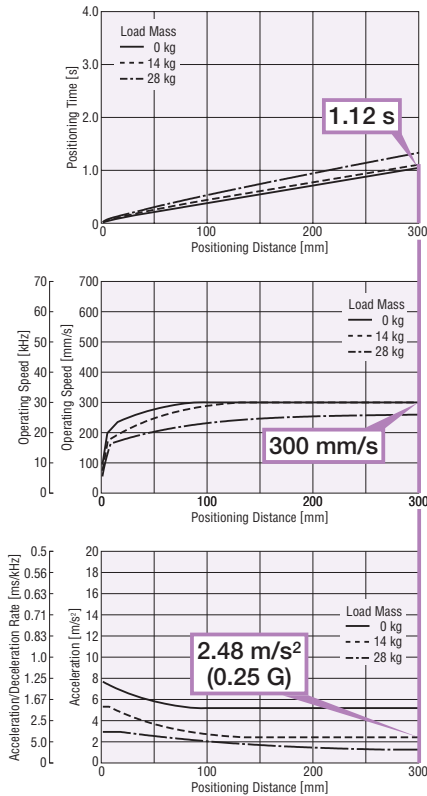 4.0
3.0
2.0
1.0
0
Positioning Time [s]
Load Mass
0 kg
14 kg
28 kg
1.12 s
0 100 200 300
Positioning Distance [mm]
70
60
50
40
30
20
10
0
Operating Speed [kHz]
700
600
500
400
300
200
100
0
Operating Speed [mm/s]
Load Mass
0 kg
14 kg
28 kg
300 mm/s
0 100 200 300
Positioning Distance [mm]
0.5
0.56
0.63
0.71
0.83
1.0
1.25
1.67
2.5
5.0
0
Acceleration/Deceleration Rate [ms/kHz]
20
18
16
14
12
10
8
6
4
2
0
Acceleration [m/s²]
Load Mass
0 kg
14 kg
28 kg
2.48 m/s²
(0.25 G)
0 100 200 300
Positioning Distance [mm]